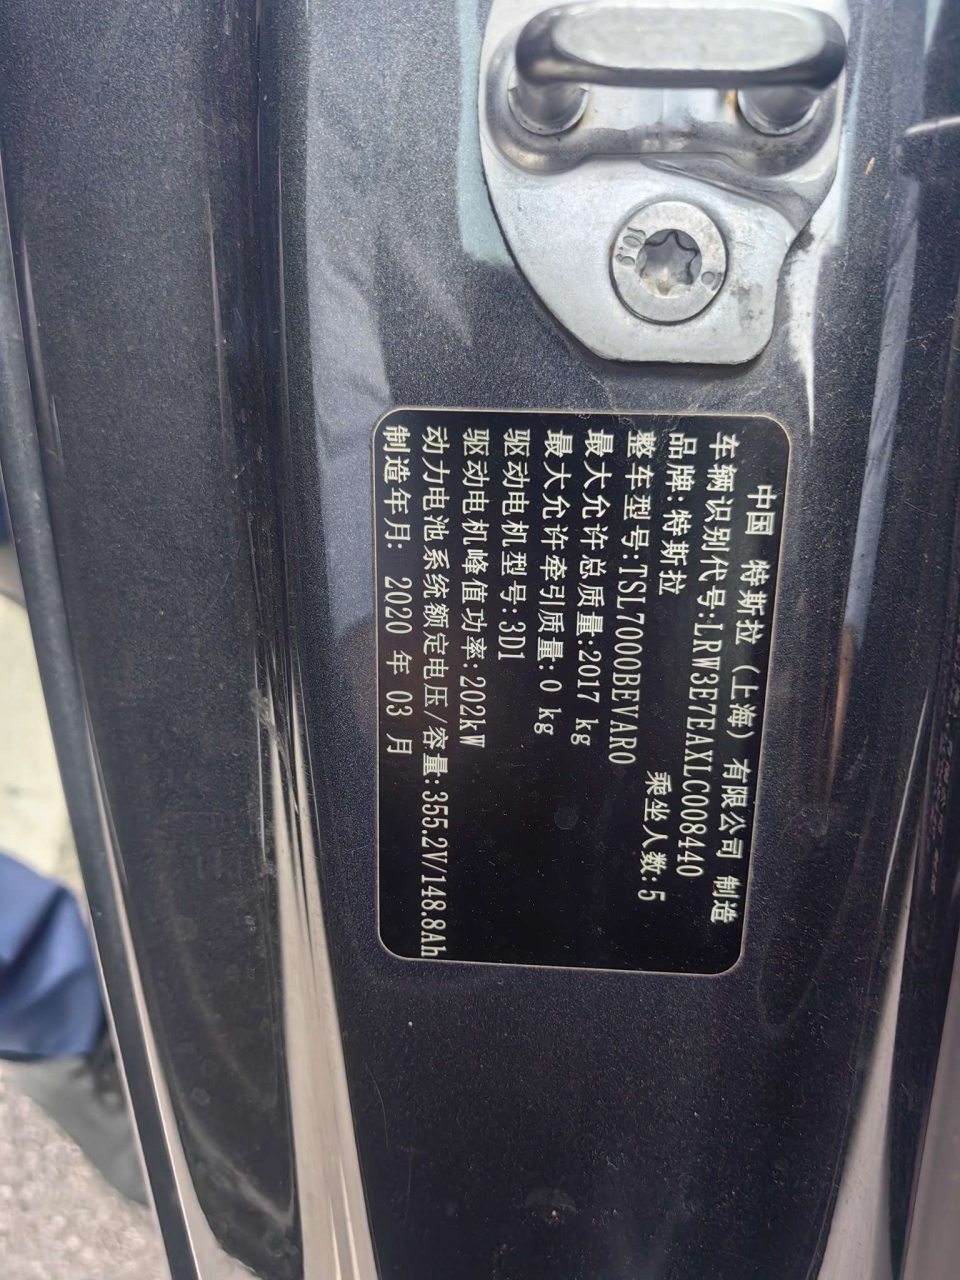 10.9
中国 特斯拉（上海）有限公司 制造
车辆识别代号:LRW3E7EAXLC008440
品牌:特斯拉 乘坐人数:5
整车型号:TSL7000BEVAR0
最大允许总质量:2017 kg
最大允许牵引质量:0 kg
驱动电机型号:3D1
驱动电机峰值功率:202kW
动力电池系统额定电压/容量:355.2V/148.8Ah
制造年月: 2020 年 03 月